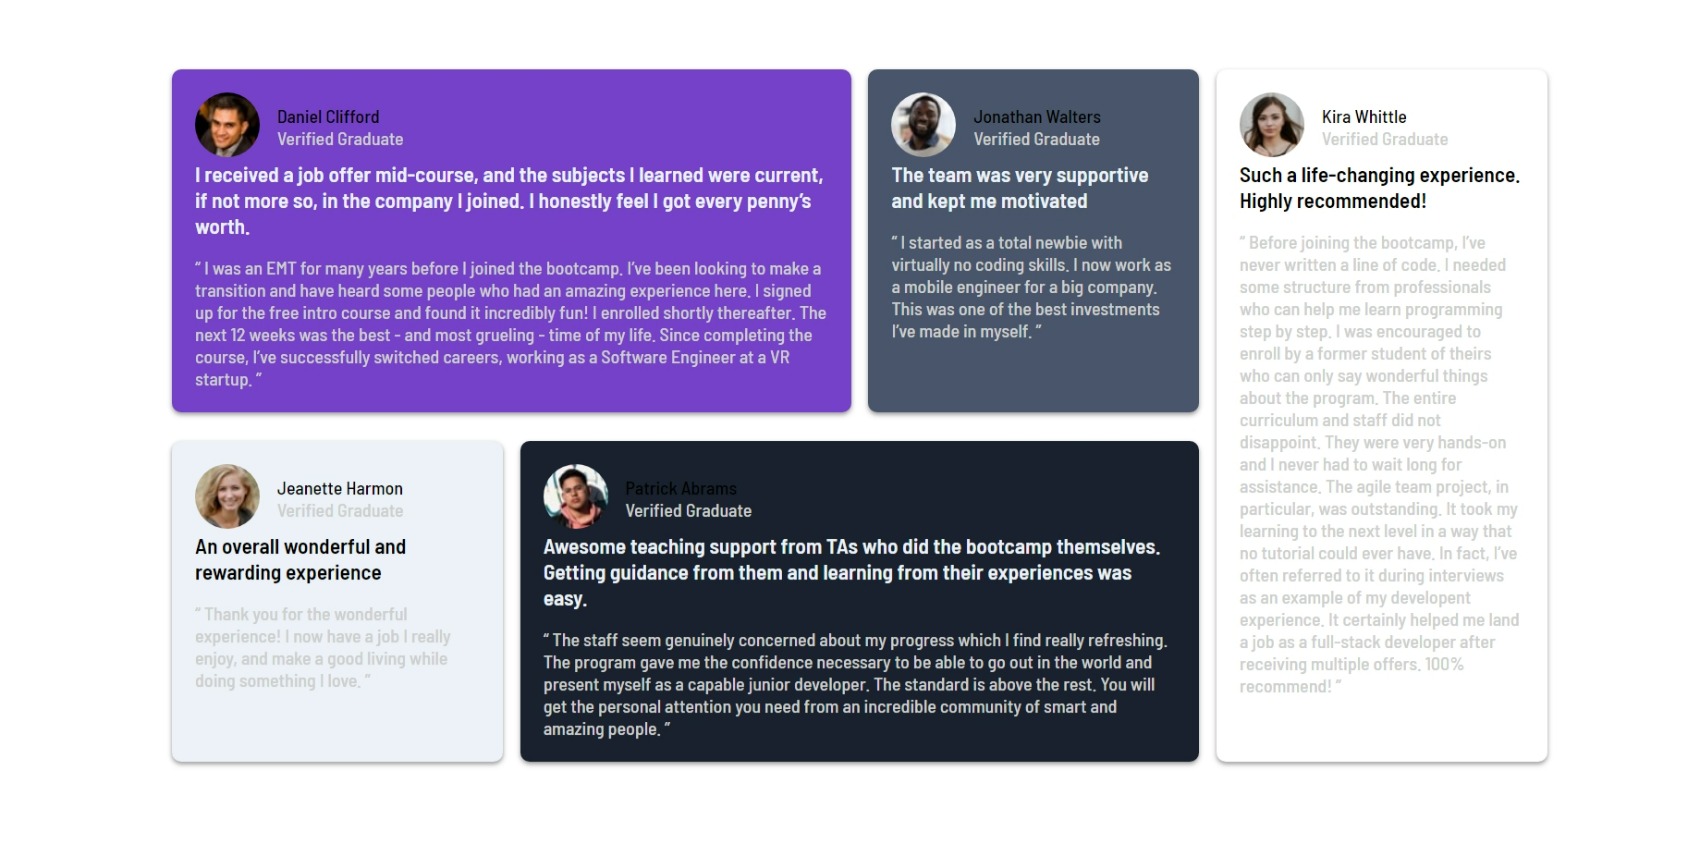 Daniel Clifford
Verified Graduate
I received a job offer mid-course, and the subjects I learned were current,
if not more so, in the company I joined. I honestly feel I got every penny’s
worth.
“ I was an EMT for many years before I joined the bootcamp. I’ve been looking to make a
transition and have heard some people who had an amazing experience here. I signed
up for the free intro course and found it incredibly fun! I enrolled shortly thereafter. The
next 12 weeks was the best - and most grueling - time of my life. Since completing the
course, I’ve successfully switched careers, working as a Software Engineer at a VR
startup. ”
Jonathan Walters
Verified Graduate
The team was very supportive
and kept me motivated
“ I started as a total newbie with
virtually no coding skills. I now work as
a mobile engineer for a big company.
This was one of the best investments
I’ve made in myself. ”
Kira Whittle
Verified Graduate
Such a life-changing experience.
Highly recommended!
“ Before joining the bootcamp, I’ve
never written a line of code. I needed
some structure from professionals
who can help me learn programming
step by step. I was encouraged to
enroll by a former student of theirs
who can only say wonderful things
about the program. The entire
curriculum and staff did not
disappoint. They were very hands-on
and I never had to wait long for
assistance. The agile team project, in
particular, was outstanding. It took my
learning to the next level in a way that
no tutorial could ever have. In fact, I’ve
often referred to it during interviews
as an example of my developent
experience. It certainly helped me land
a job as a full-stack developer after
receiving multiple offers. 100%
recommend! ”
Jeanette Harmon
Verified Graduate
An overall wonderful and
rewarding experience
“ Thank you for the wonderful
experience! I now have a job I really
enjoy, and make a good living while
doing something I love. ”
Patrick Abrams
Verified Graduate
Awesome teaching support from TAs who did the bootcamp themselves.
Getting guidance from them and learning from their experiences was
easy.
“ The staff seem genuinely concerned about my progress which I find really refreshing.
The program gave me the confidence necessary to be able to go out in the world and
present myself as a capable junior developer. The standard is above the rest. You will
get the personal attention you need from an incredible community of smart and
amazing people. ”